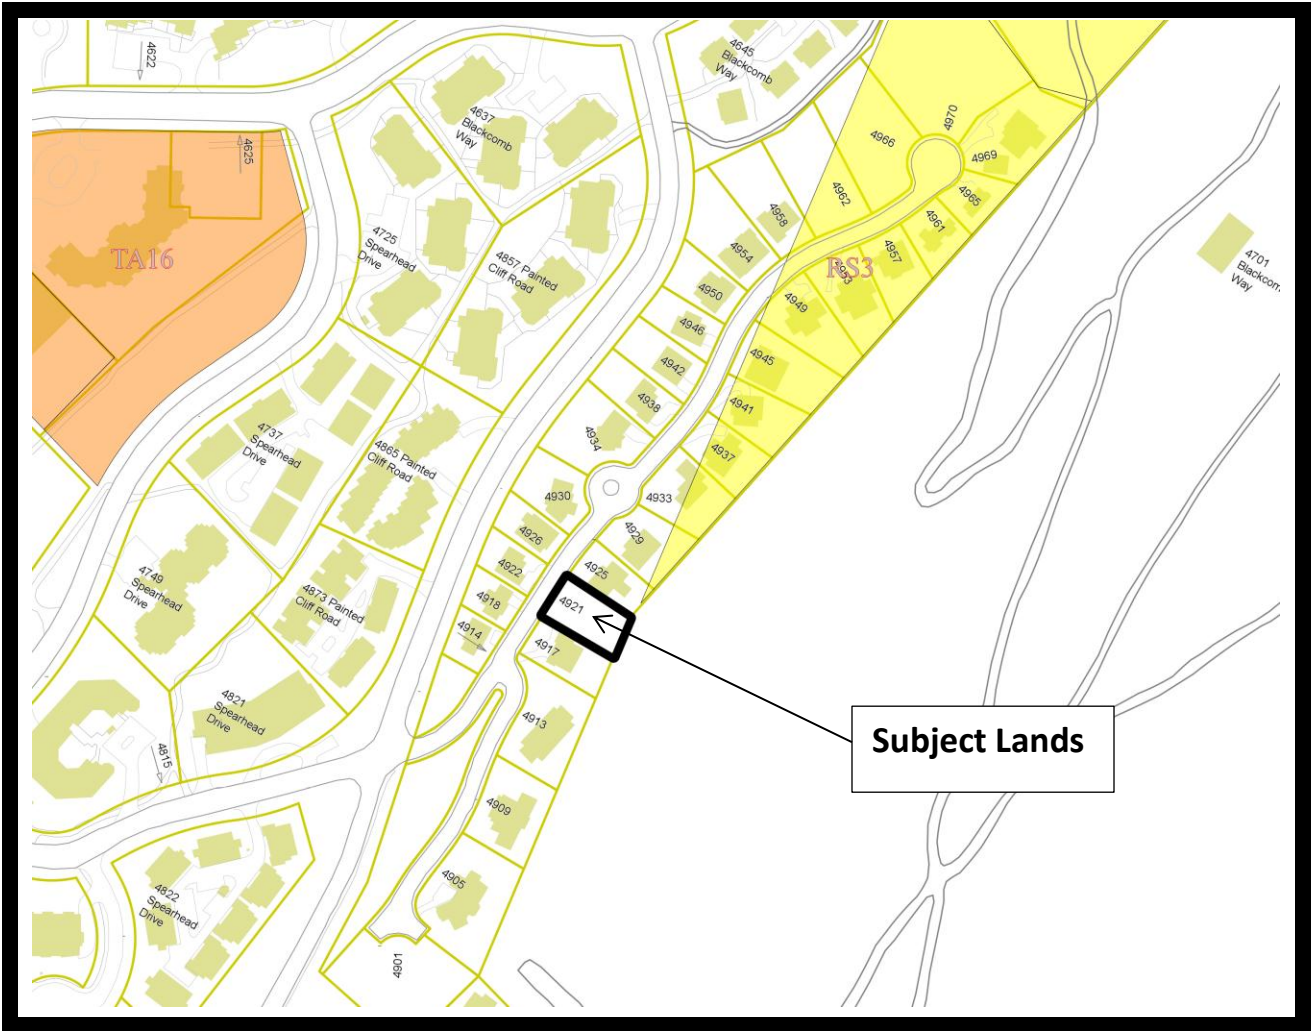 4622
4645
Blackcomb
Way
4637
Blackcomb
Way
4625
4970
4966
4969
4962
4965
4958
4961
4957
4954
4953
RS3
4701
Blackcom
Way
TA16
4725
Spearhead
Drive
4857 Painted
Cliff Road
4950
4949
4946
4945
4942
4938
4941
4934
4937
4737
Spearhead
Drive
4865 Painted
Cliff Road
4930
4933
4926
4929
4922
4925
4749
Spearhead
Drive
4873 Painted
Cliff Road
4918
4921
4914
4917
4821
Spearhead
Drive
4815
4913
Subject Lands
4909
4905
4822
Spearhead
Drive
4901